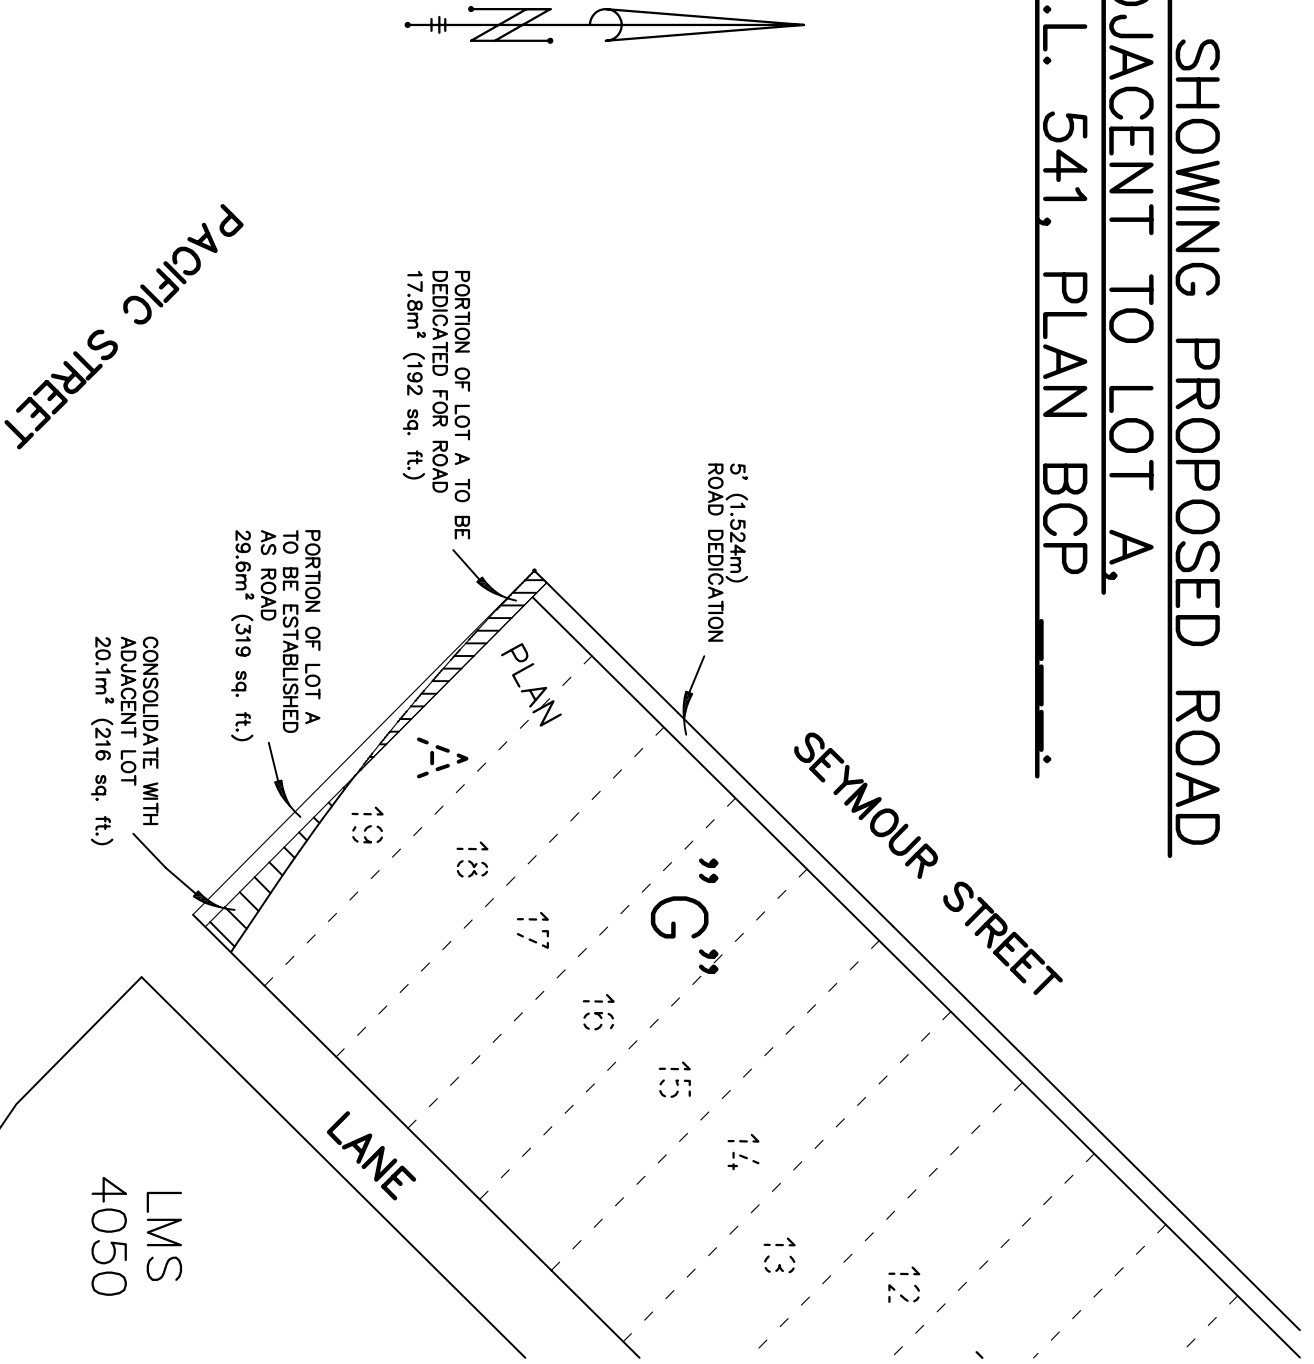 SHOWING PROPOSED ROAD
DJACENT TO LOT A,
.L. 541, PLAN BCP ___.
N
SEYMOUR STREET
5' (1.524m)
ROAD DEDICATION
"G"
PLAN
A
PORTION OF LOT A TO BE
DEDICATED FOR ROAD
17.8m² (192 sq. ft.)
PORTION OF LOT A
TO BE ESTABLISHED
AS ROAD
29.6m² (319 sq. ft.)
CONSOLIDATE WITH
ADJACENT LOT
20.1m² (216 sq. ft.)
19
18
17
16
15
14
13
12
PACIFIC STREET
LANE
LMS
4050